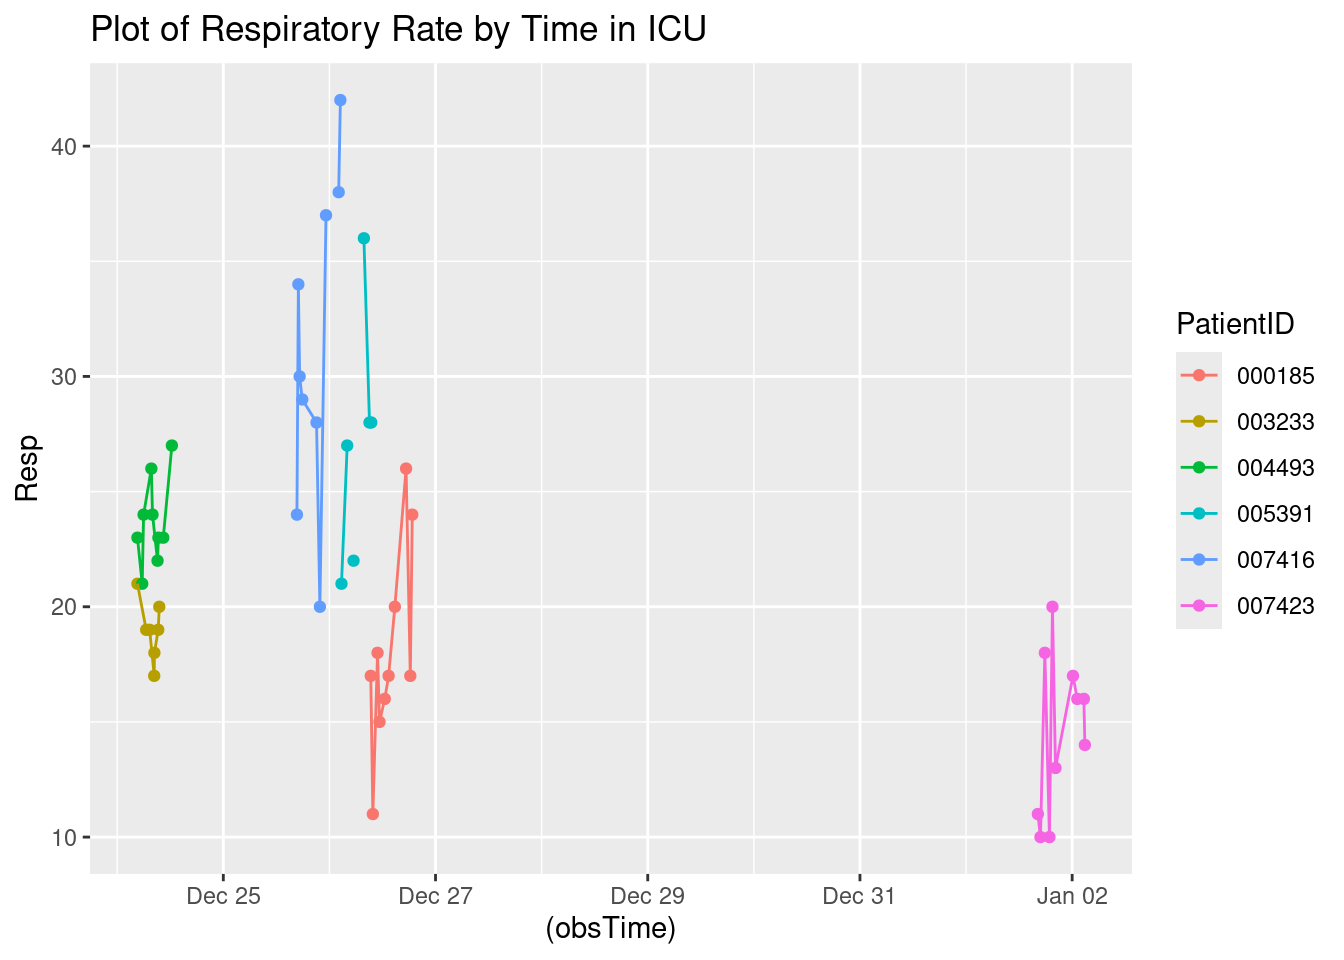 Plot of Respiratory Rate by Time in ICU
Resp
40
30
20
10
Dec 25
Dec 27
Dec 29
Dec 31
Jan 02
(obsTime)
PatientID
000185
003233
004493
005391
007416
007423